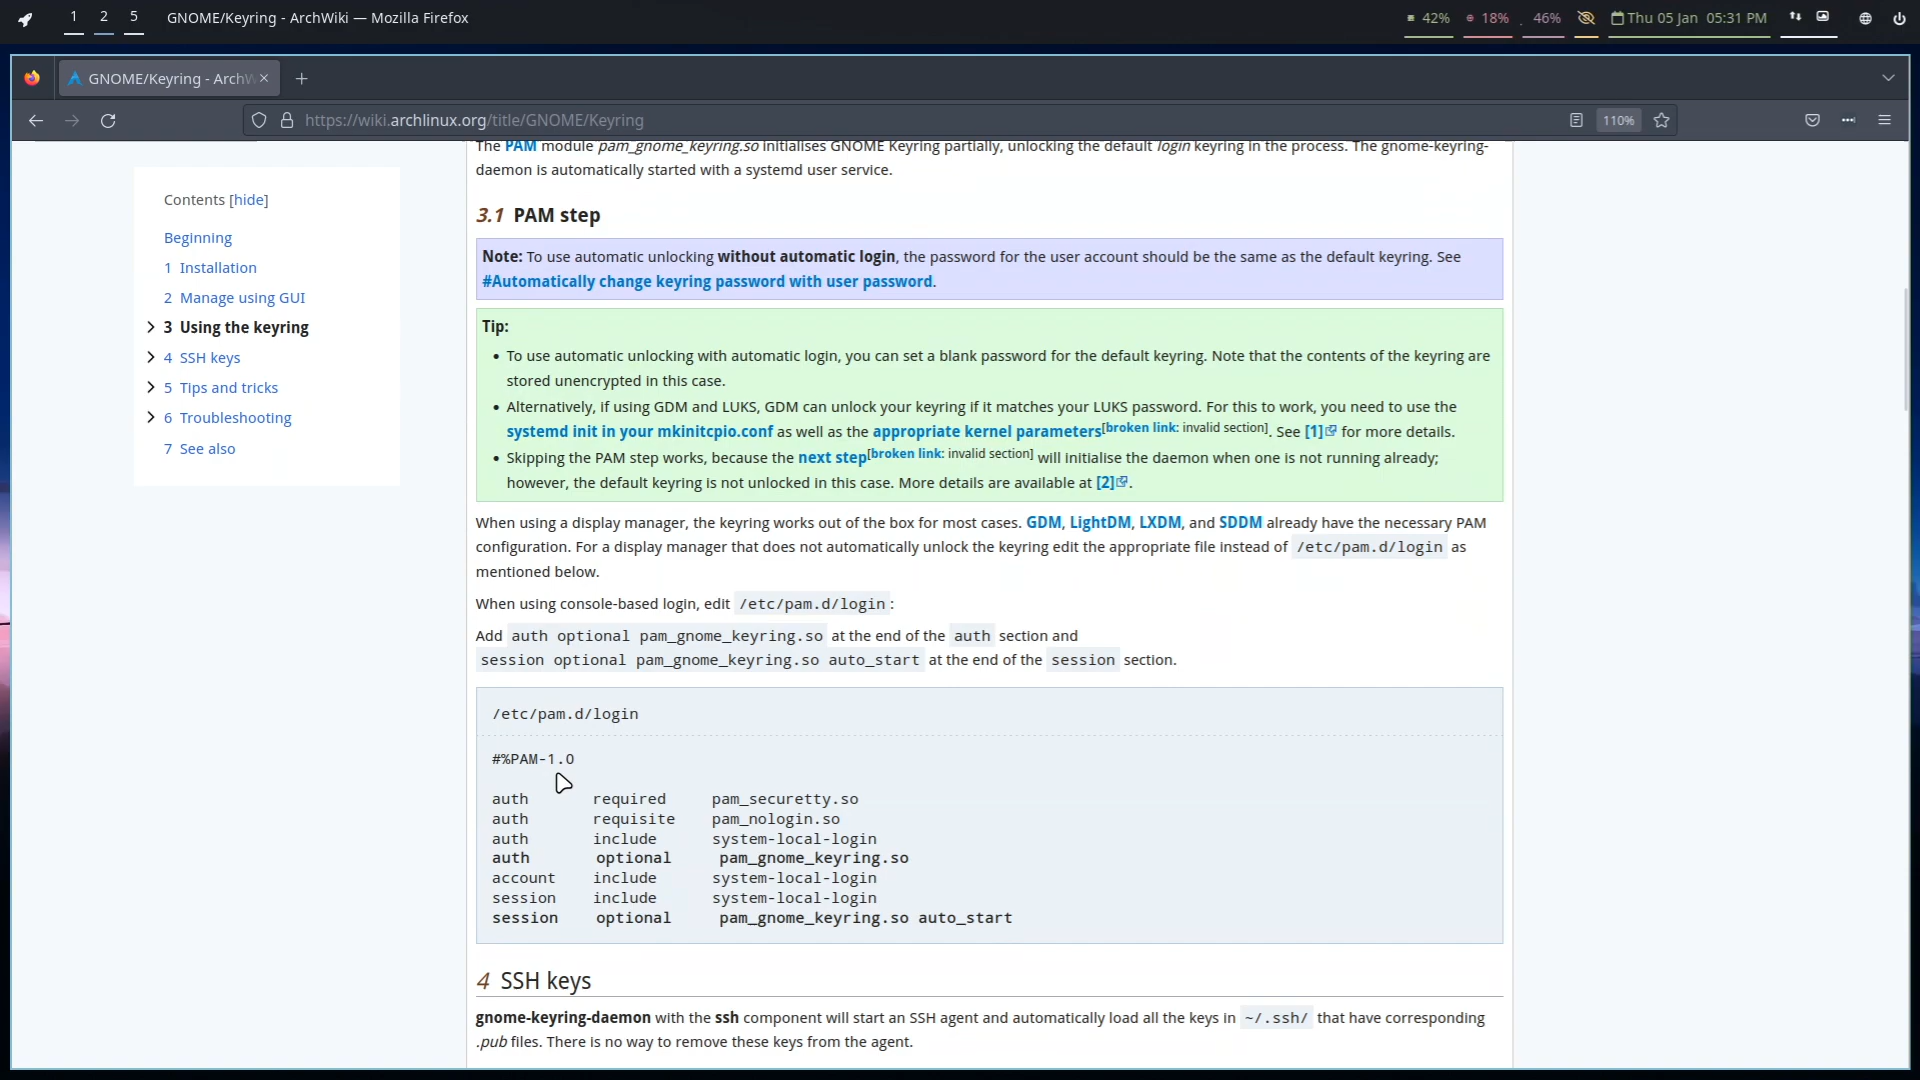 1 2 5 GNOME/Keyring - ArchWiki — Mozilla Firefox 42% 18% 46% Thu 05 Jan 05:31 PM
GNOME/Keyring - ArchW
https://wiki.archlinux.org/title/GNOME/Keyring 110%
Contents [hide]
Beginning
1 Installation
2 Manage using GUI
3 Using the keyring
4 SSH keys
5 Tips and tricks
6 Troubleshooting
7 See also
The PAM module pam_gnome_keyring.so initialises GNOME Keyring partially, unlocking the default login keyring in the process. The gnome-keyring-
daemon is automatically started with a systemd user service.
3.1 PAM step
Note: To use automatic unlocking without automatic login, the password for the user account should be the same as the default keyring. See
#Automatically change keyring password with user password.
Tip:
• To use automatic unlocking with automatic login, you can set a blank password for the default keyring. Note that the contents of the keyring are
stored unencrypted in this case.
• Alternatively, if using GDM and LUKS, GDM can unlock your keyring if it matches your LUKS password. For this to work, you need to use the
systemd init in your mkinitcpio.conf as well as the appropriate kernel parameters[broken link: invalid section]. See [1] for more details.
• Skipping the PAM step works, because the next step[broken link: invalid section] will initialise the daemon when one is not running already;
however, the default keyring is not unlocked in this case. More details are available at [2].
When using a display manager, the keyring works out of the box for most cases. GDM, LightDM, LXDM, and SDDM already have the necessary PAM
configuration. For a display manager that does not automatically unlock the keyring edit the appropriate file instead of /etc/pam.d/login as
mentioned below.
When using console-based login, edit /etc/pam.d/login:
Add auth optional pam_gnome_keyring.so at the end of the auth section and
session optional pam_gnome_keyring.so auto_start at the end of the session section.
/etc/pam.d/login
#%PAM-1.0
auth required pam_securetty.so
auth requisite pam_nologin.so
auth include system-local-login
auth optional pam_gnome_keyring.so
account include system-local-login
session include system-local-login
session optional pam_gnome_keyring.so auto_start
4 SSH keys
gnome-keyring-daemon with the ssh component will start an SSH agent and automatically load all the keys in ~/.ssh/ that have corresponding
.pub files. There is no way to remove these keys from the agent.